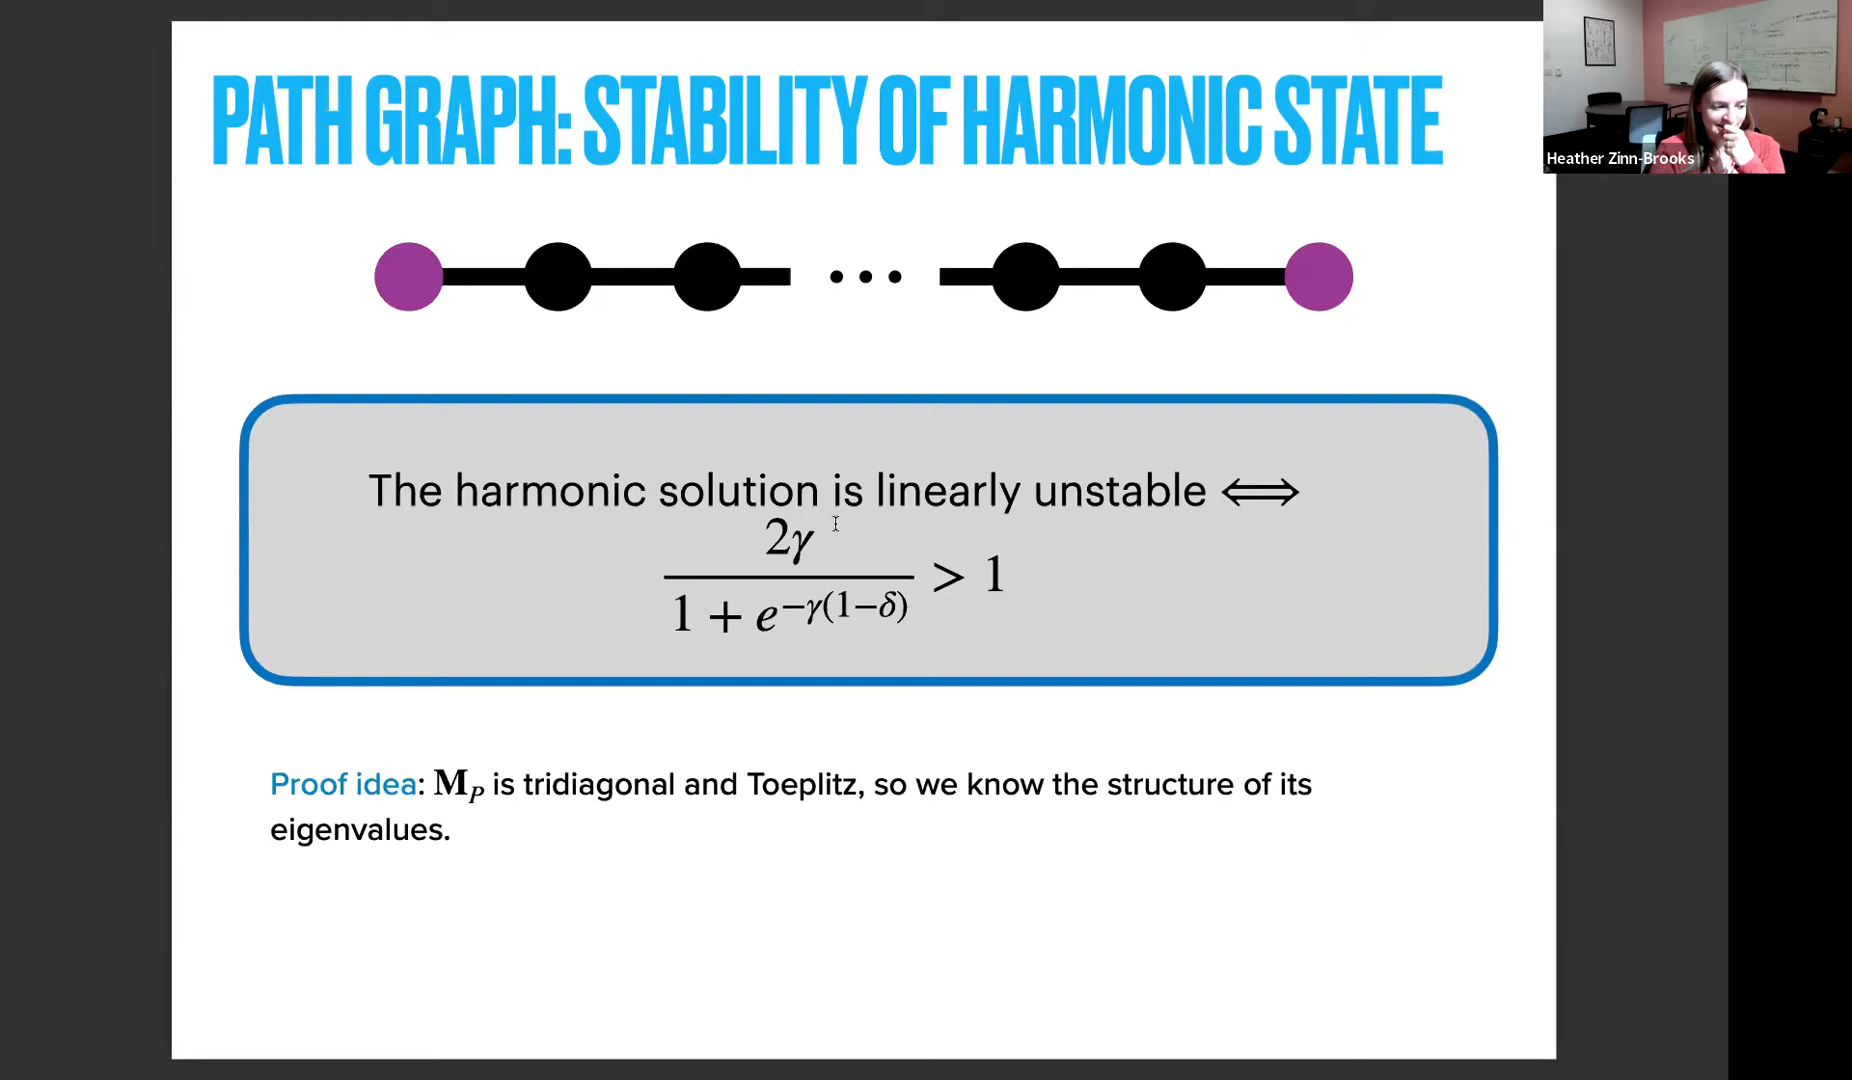 PATH GRAPH: STABILITY OF HARMONIC STATE
Heather Zinn-Brooks
• • •
The harmonic solution is linearly unstable ⟺
2γ
1 + e^{−γ(1−δ)} > 1
Proof idea: M_P is tridiagonal and Toeplitz, so we know the structure of its
eigenvalues.